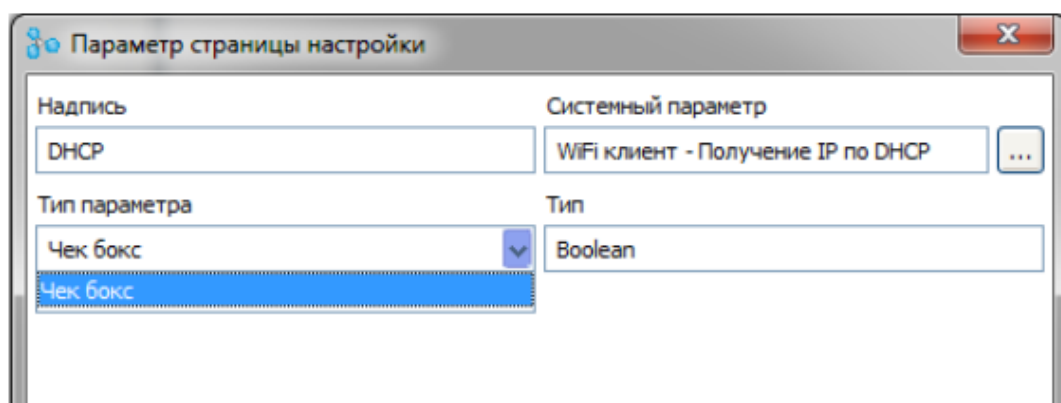 Параметр страницы настройки
Надпись
Системный параметр
DHCP
WiFi клиент - Получение IP по DHCP
...
Тип параметра
Тип
Чек бокс
Boolean
Чек бокс